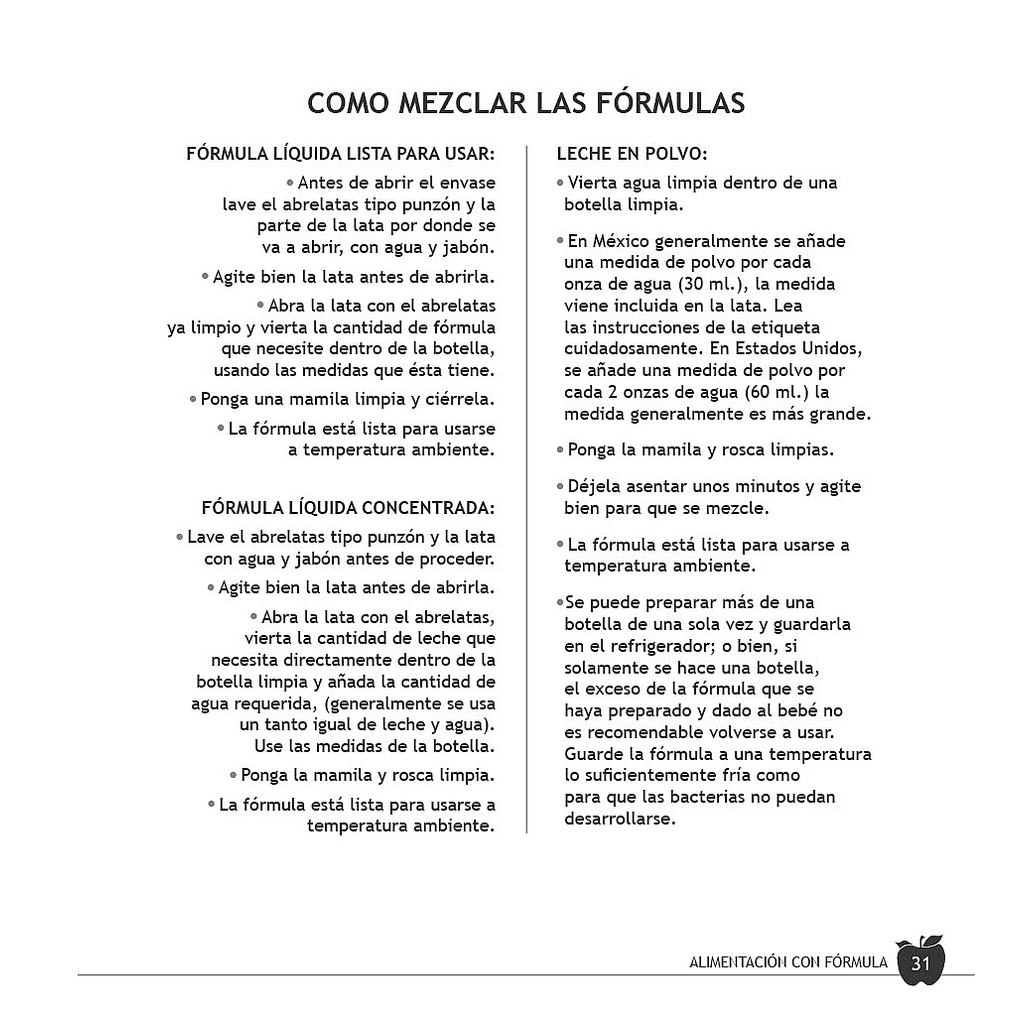 COMO MEZCLAR LAS FÓRMULAS
FÓRMULA LÍQUIDA LISTA PARA USAR:
• Antes de abrir el envase
lave el abrelatas tipo punzón y la
parte de la lata por donde se
va a abrir, con agua y jabón.
• Agite bien la lata antes de abrirla.
• Abra la lata con el abrelatas
ya limpio y vierta la cantidad de fórmula
que necesite dentro de la botella,
usando las medidas que ésta tiene.
• Ponga una mamila limpia y ciérrela.
• La fórmula está lista para usarse
a temperatura ambiente.
FÓRMULA LÍQUIDA CONCENTRADA:
• Lave el abrelatas tipo punzón y la lata
con agua y jabón antes de proceder.
• Agite bien la lata antes de abrirla.
• Abra la lata con el abrelatas,
vierta la cantidad de leche que
necesita directamente dentro de la
botella limpia y añada la cantidad de
agua requerida, (generalmente se usa
un tanto igual de leche y agua).
Use las medidas de la botella.
• Ponga la mamila y rosca limpia.
• La fórmula está lista para usarse a
temperatura ambiente.
LECHE EN POLVO:
• Vierta agua limpia dentro de una
botella limpia.
• En México generalmente se añade
una medida de polvo por cada
onza de agua (30 ml.), la medida
viene incluida en la lata. Lea
las instrucciones de la etiqueta
cuidadosamente. En Estados Unidos,
se añade una medida de polvo por
cada 2 onzas de agua (60 ml.) la
medida generalmente es más grande.
• Ponga la mamila y rosca limpias.
• Déjela asentar unos minutos y agite
bien para que se mezcle.
• La fórmula está lista para usarse a
temperatura ambiente.
•Se puede preparar más de una
botella de una sola vez y guardarla
en el refrigerador; o bien, si
solamente se hace una botella,
el exceso de la fórmula que se
haya preparado y dado al bebé no
es recomendable volverse a usar.
Guarde la fórmula a una temperatura
lo suficientemente fría como
para que las bacterias no puedan
desarrollarse.
ALIMENTACIÓN CON FÓRMULA 31